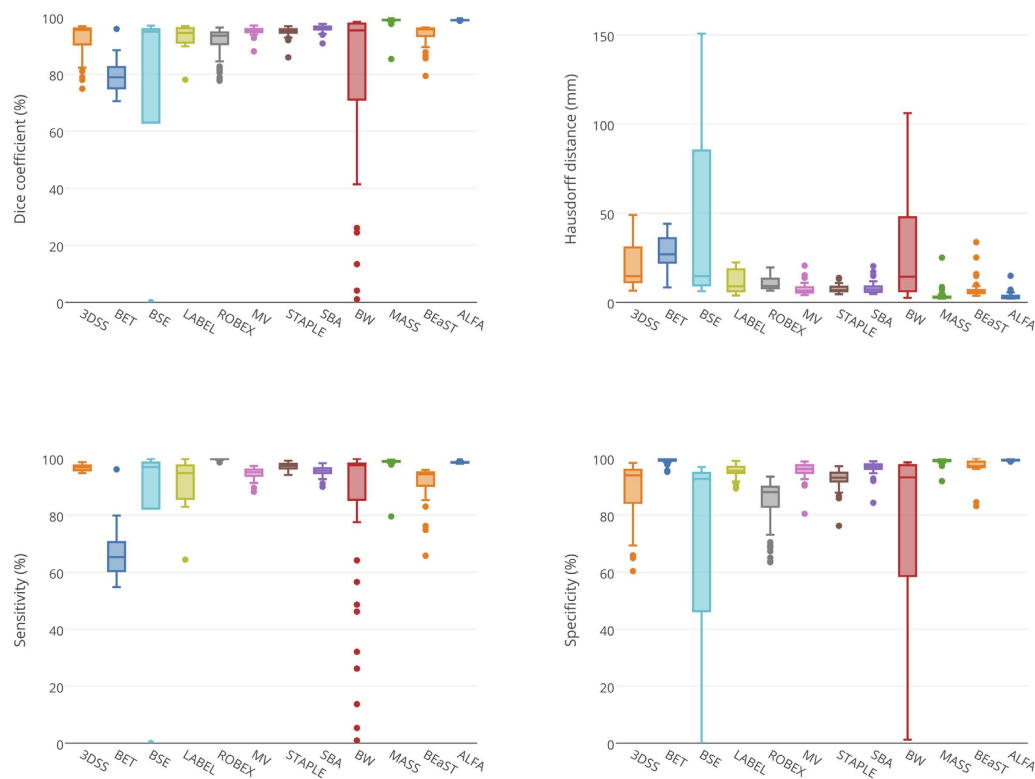 Dice coefficient (%)
100
80
60
40
20
0
3DSS BET BSE LABEL ROBEX MV STAPLE SBA BW MASS BEaST ALFA
Hausdorff distance (mm)
150
100
50
0
3DSS BET BSE LABEL ROBEX MV STAPLE SBA BW MASS BEaST ALFA
Sensitivity (%)
100
80
60
40
20
0
3DSS BET BSE LABEL ROBEX MV STAPLE SBA BW MASS BEaST ALFA
Specificity (%)
100
80
60
40
20
0
3DSS BET BSE LABEL ROBEX MV STAPLE SBA BW MASS BEaST ALFA